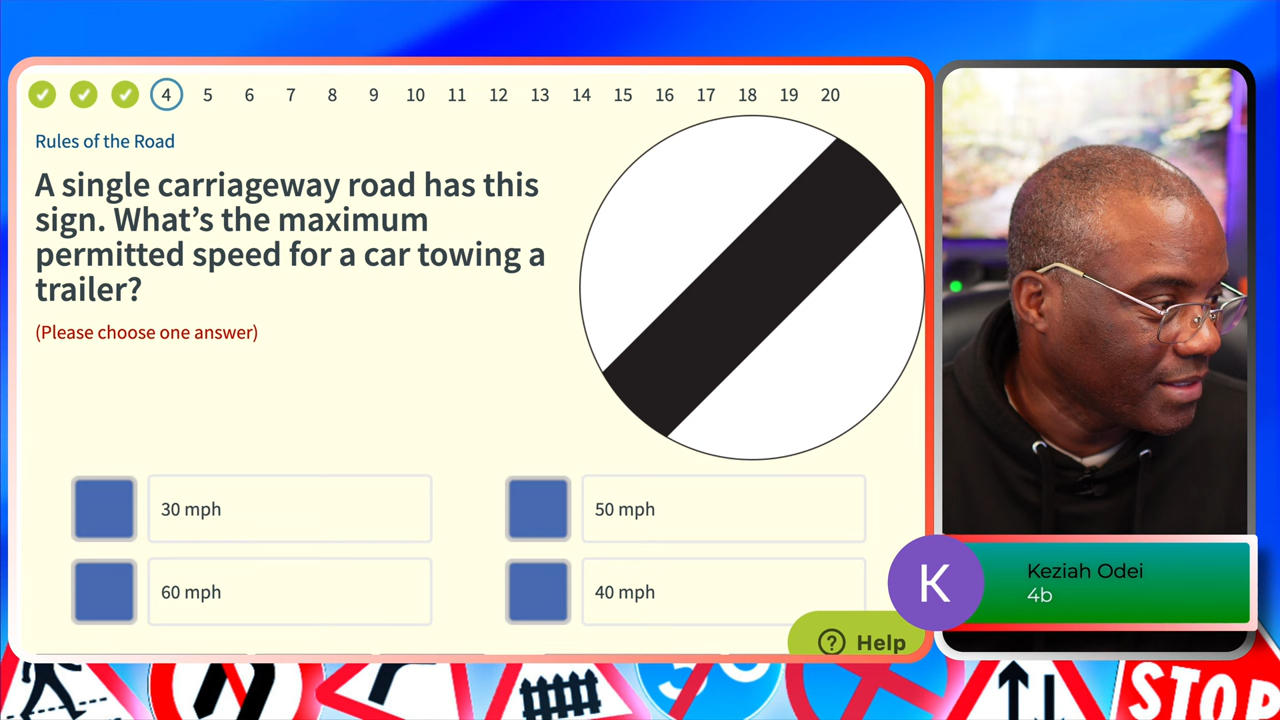 4 5 6 7 8 9 10 11 12 13 14 15 16 17 18 19 20
Rules of the Road
A single carriageway road has this
sign. What’s the maximum
permitted speed for a car towing a
trailer?
(Please choose one answer)
30 mph
50 mph
60 mph
40 mph
? Help
K
Keziah Odei
4b
STOP